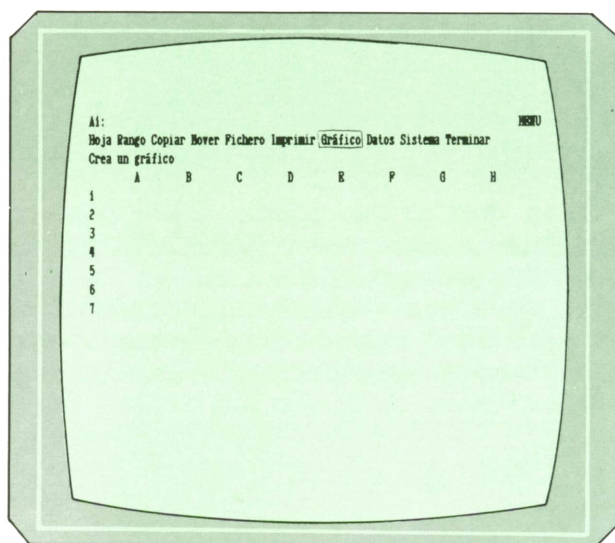 A1: MENU
Hoja Rango Copiar Mover Fichero Imprimir Gráfico Datos Sistema Terminar
Crea un gráfico
A B C D E F G H
1
2
3
4
5
6
7